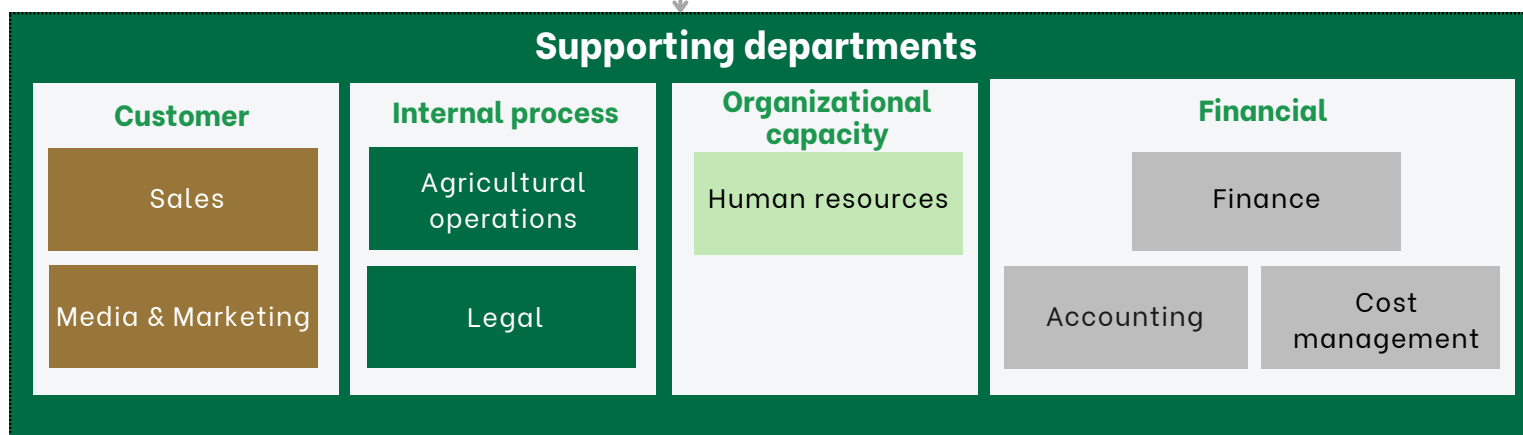 Supporting departments
Customer
Sales
Media & Marketing
Internal process
Agricultural
operations
Legal
Organizational
capacity
Human resources
Financial
Finance
Accounting
Cost
management